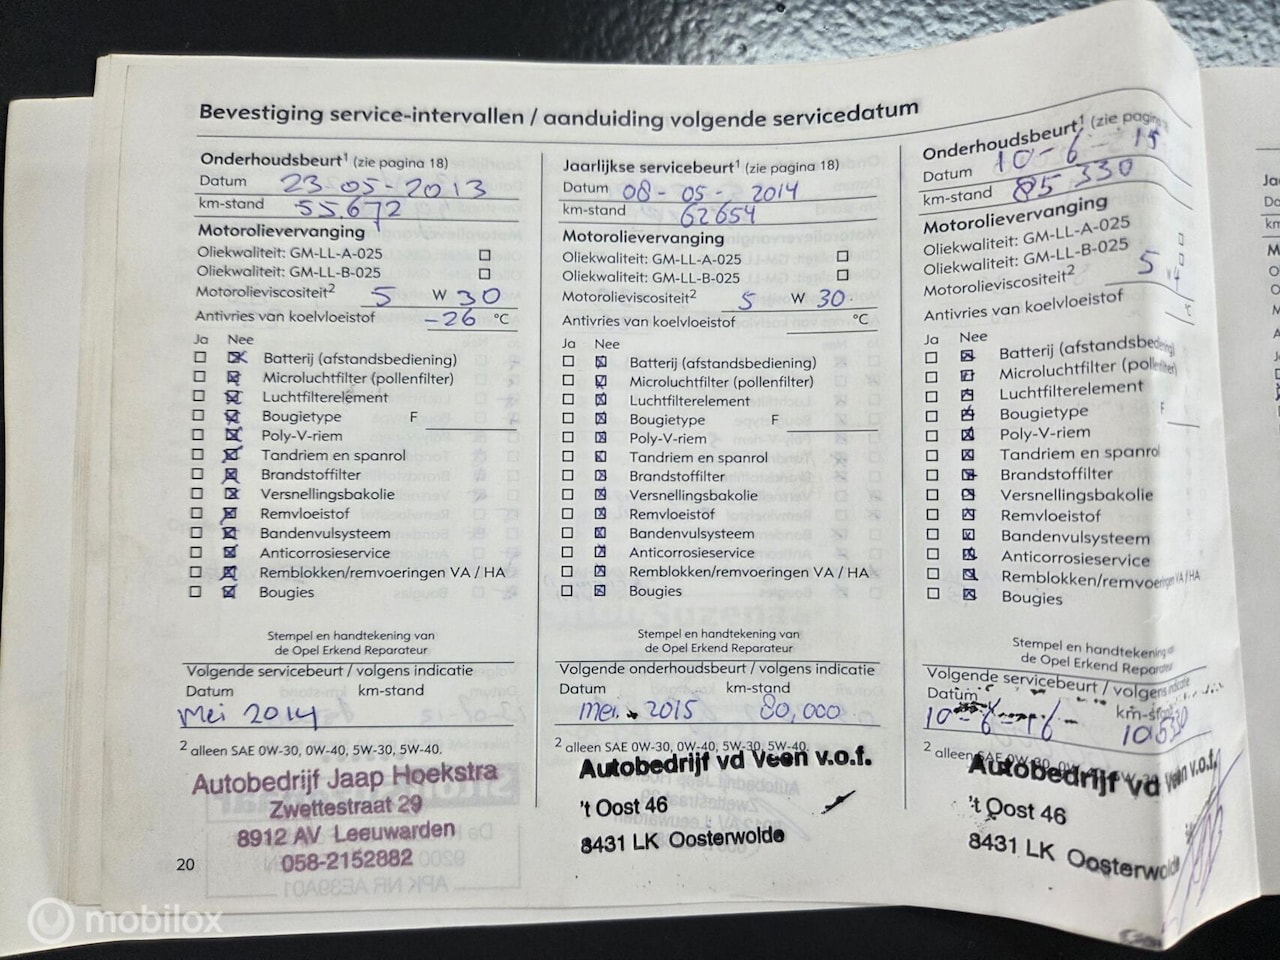 Bevestiging service-intervallen / aanduiding volgende servicedatum
Onderhoudsbeurt¹ (zie pagina 18)
Datum 23-05-2013
km-stand 55.672
Motorolievervanging
Oliekwaliteit: GM-LL-A-025
Oliekwaliteit: GM-LL-B-025
Motorolieviscositeit² 5 W 30
Antivries van koelvloeistof -26 °C
Ja Nee
Batterij (afstandsbediening)
Microluchtfilter (pollenfilter)
Luchtfilterelement
Bougietype F
Poly-V-riem
Tandriem en spanrol
Brandstoffilter
Versnellingsbakolie
Remvloeistof
Bandenvulsysteem
Anticorrosieservice
Remblokken/remvoeringen VA / HA
Bougies
Stempel en handtekening van
de Opel Erkend Reparateur
Volgende servicebeurt / volgens indicatie
Datum km-stand
Mei 2014
² alleen SAE 0W-30, 0W-40, 5W-30, 5W-40.
Autobedrijf Jaap Hoekstra
Zwettestraat 29
8912 AV Leeuwarden
058-2152882
20
Jaarlijkse servicebeurt¹ (zie pagina 18)
Datum 08-05-2014
km-stand 62654
Motorolievervanging
Oliekwaliteit: GM-LL-A-025
Oliekwaliteit: GM-LL-B-025
Motorolieviscositeit² 5 W 30
Antivries van koelvloeistof °C
Ja Nee
Batterij (afstandsbediening)
Microluchtfilter (pollenfilter)
Luchtfilterelement
Bougietype F
Poly-V-riem
Tandriem en spanrol
Brandstoffilter
Versnellingsbakolie
Remvloeistof
Bandenvulsysteem
Anticorrosieservice
Remblokken/remvoeringen VA / HA
Bougies
Stempel en handtekening van
de Opel Erkend Reparateur
Volgende onderhoudsbeurt / volgens indicatie
Datum km-stand
mei 2015 80,000
² alleen SAE 0W-30, 0W-40, 5W-30, 5W-40.
Autobedrijf vd Veen v.o.f.
't Oost 46
8431 LK Oosterwolde
Onderhoudsbeurt¹ (zie pagina
Datum 10-6-15
km-stand 85330
Motorolievervanging
Oliekwaliteit: GM-LL-A-025
Oliekwaliteit: GM-LL-B-025
Motorolieviscositeit² 5 W
Antivries van koelvloeistof °C
Ja Nee
Batterij (afstandsbediening)
Microluchtfilter (pollenfilter)
Luchtfilterelement
Bougietype F
Poly-V-riem
Tandriem en spanrol
Brandstoffilter
Versnellingsbakolie
Remvloeistof
Bandenvulsysteem
Anticorrosieservice
Remblokken/remvoeringen VA / HA
Bougies
Stempel en handtekening van
de Opel Erkend Reparateur
Volgende servicebeurt / volgens indicatie
Datum km-stand
10-6-16 105330
² alleen SAE
Autobedrijf vd Veen v.o.f.
't Oost 46
8431 LK Oosterwolde
mobilox